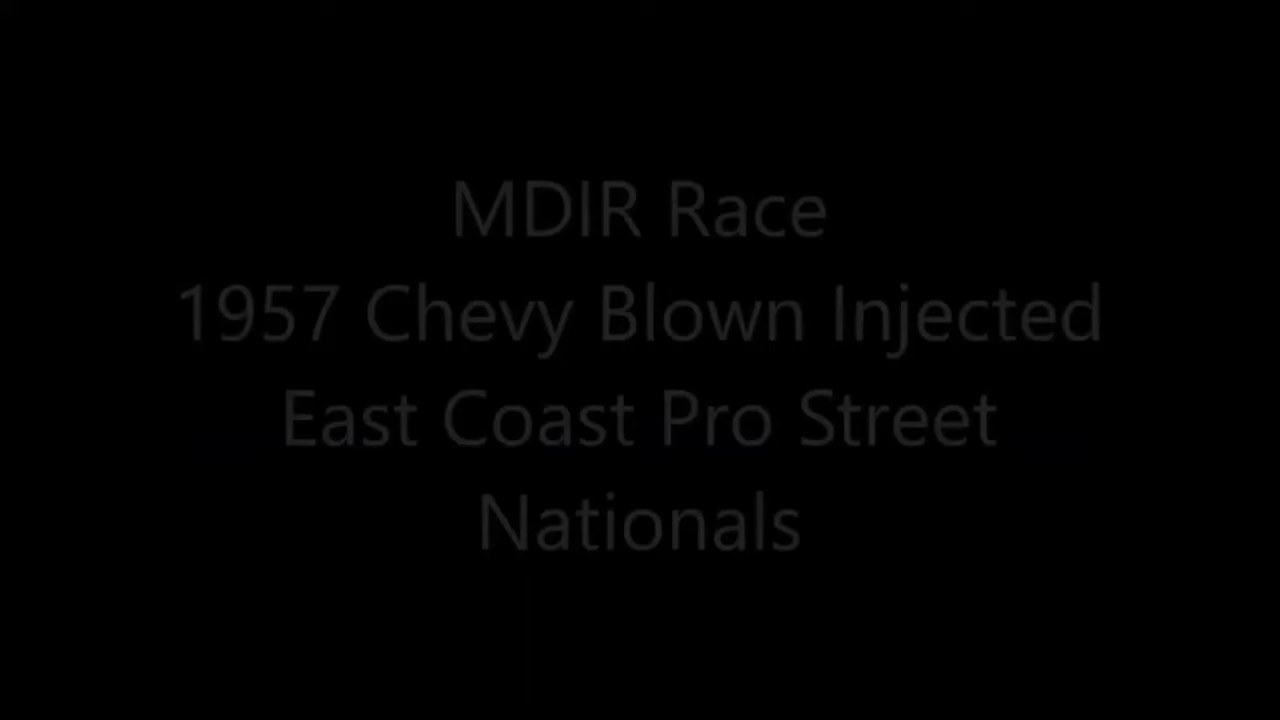 MDIR Race
1957 Chevy Blown Injected
East Coast Pro Street
Nationals